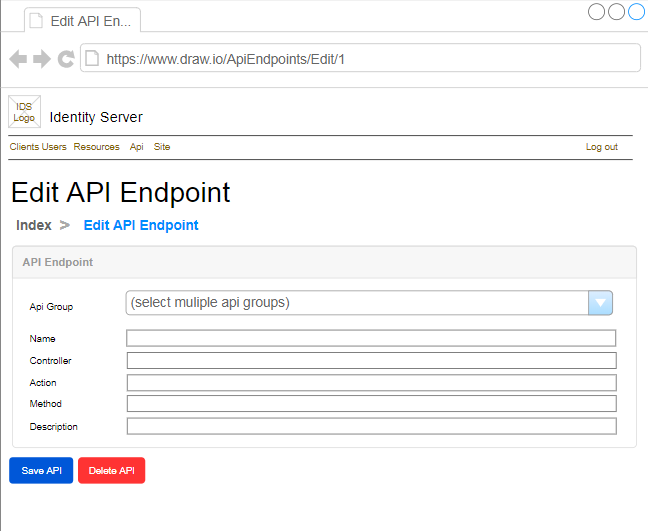 Edit API En...
https://www.draw.io/ApiEndpoints/Edit/1
IDS
Logo
Identity Server
Clients Users Resources Api Site Log out
Edit API Endpoint
Index > Edit API Endpoint
API Endpoint
Api Group (select muliple api groups)
Name
Controller
Action
Method
Description
Save API Delete API